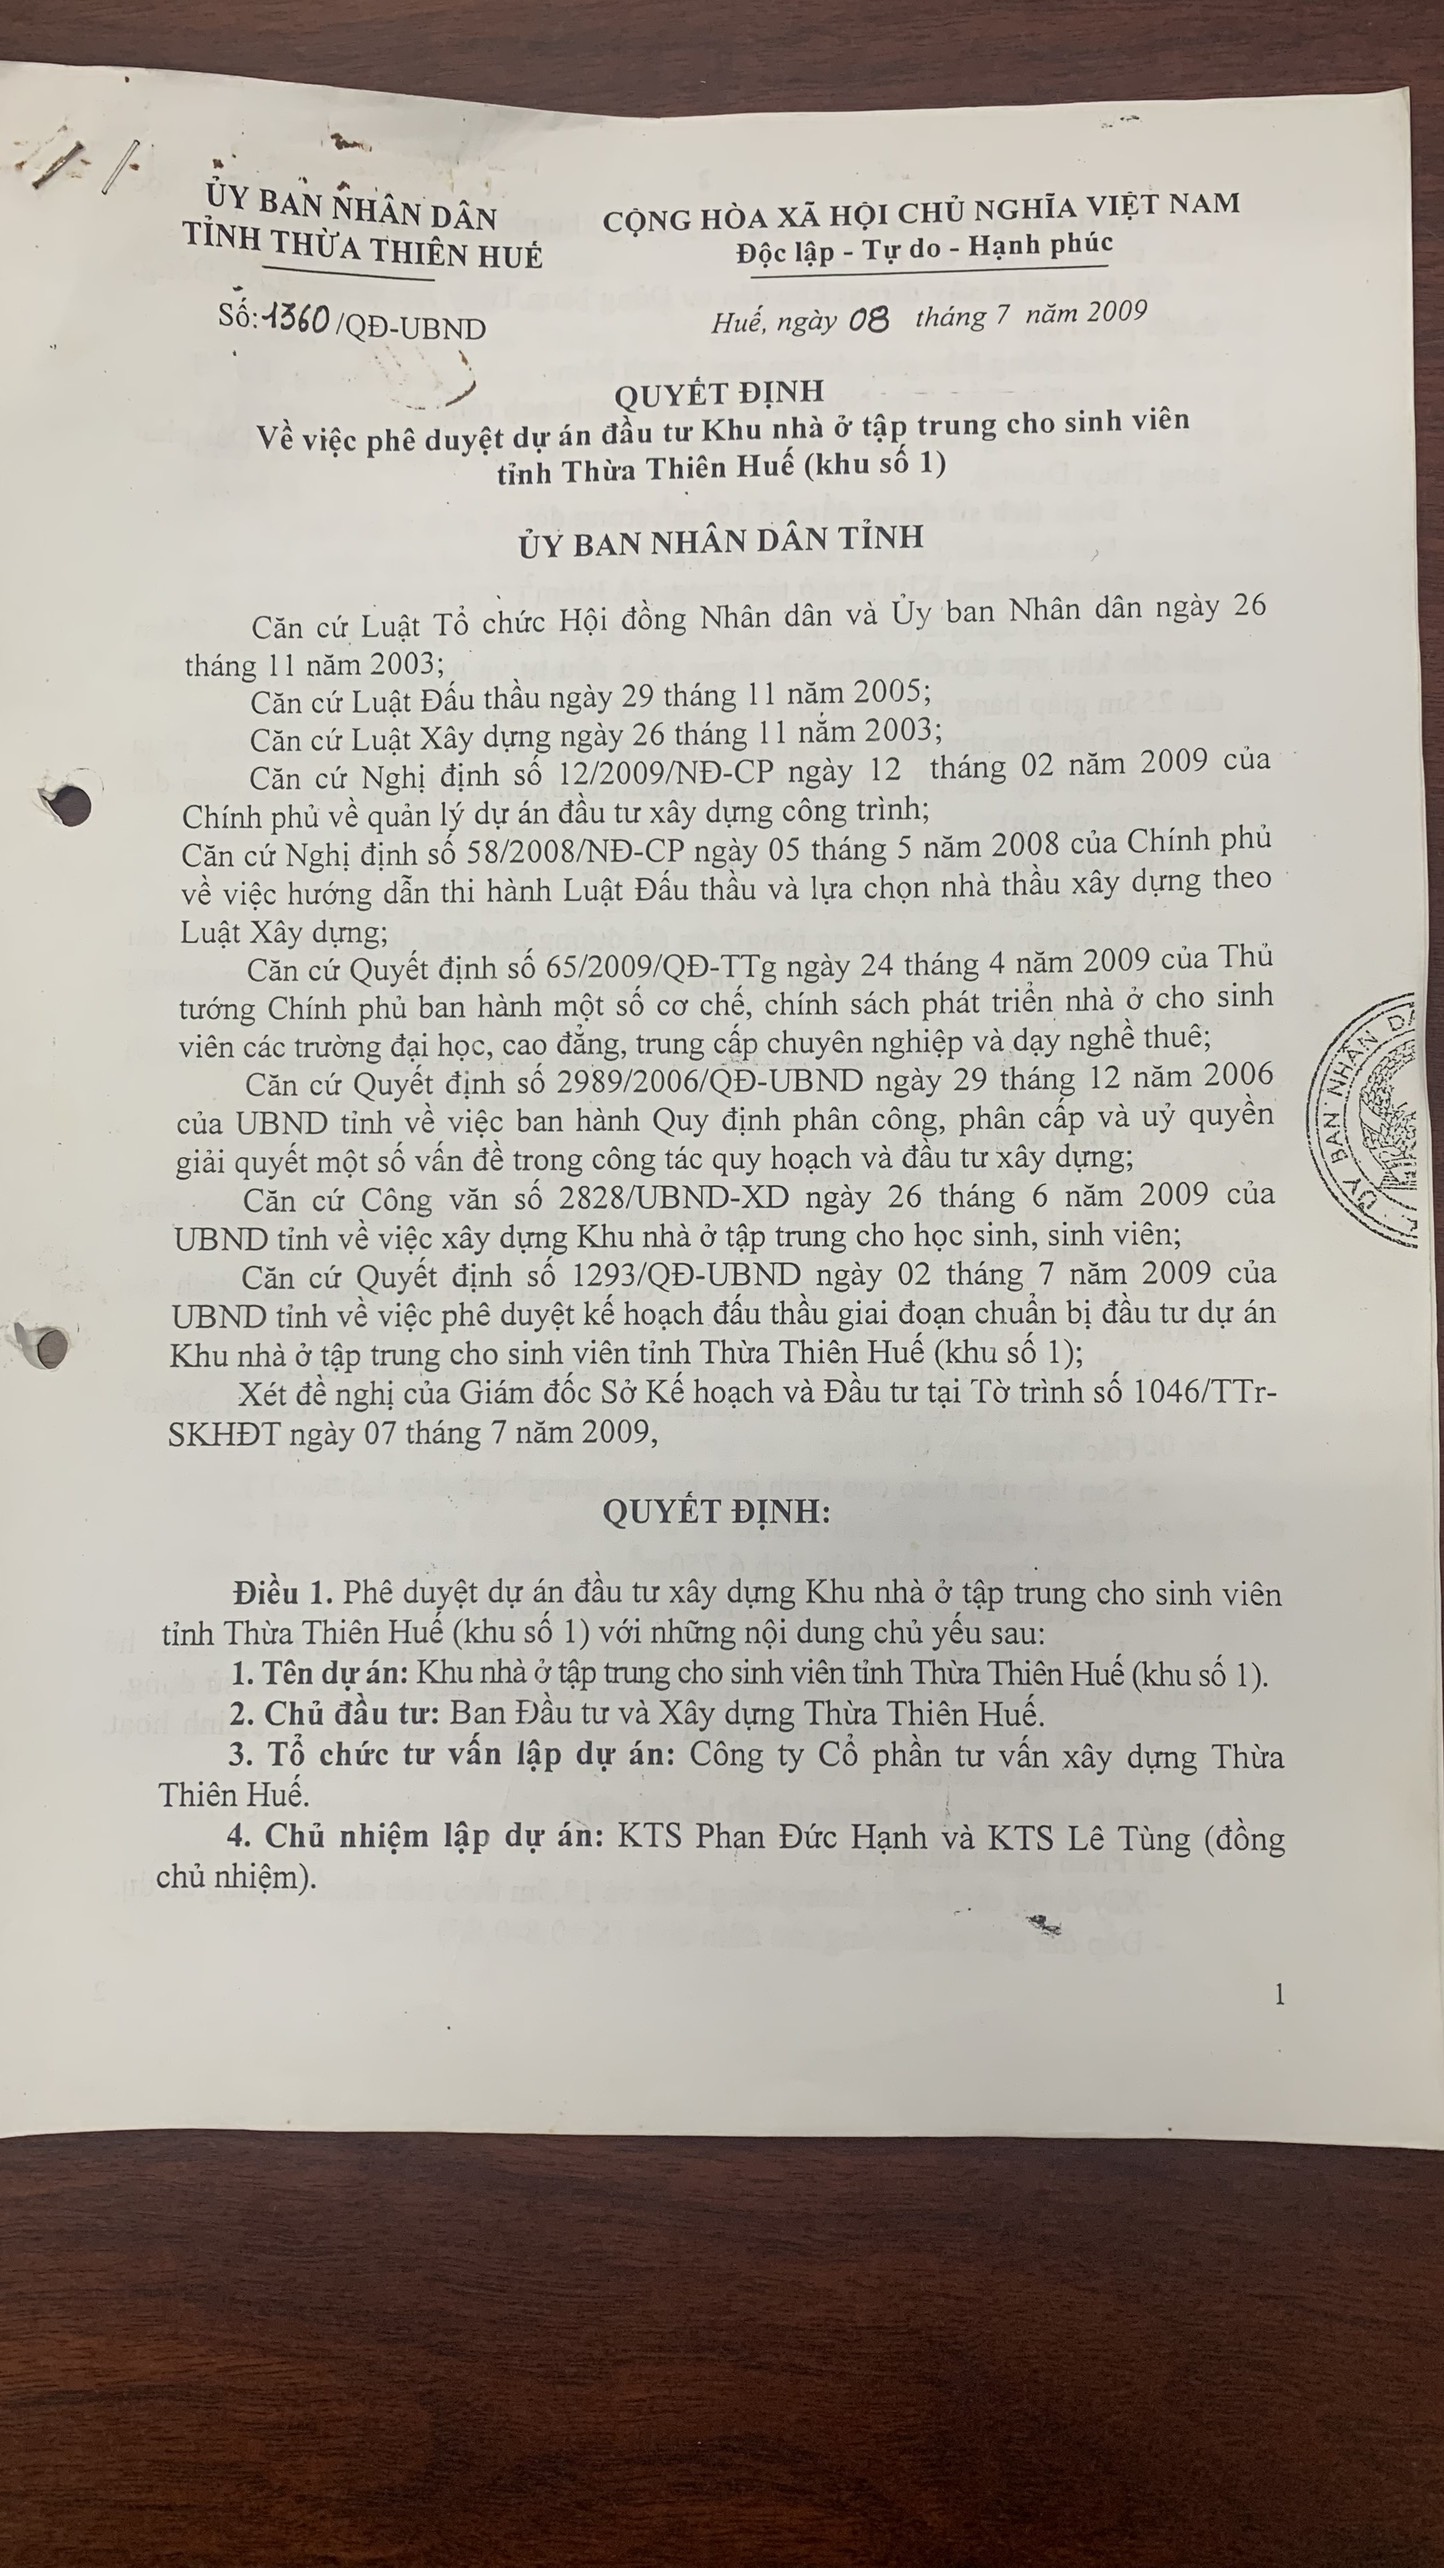 ỦY BAN NHÂN DÂN
TỈNH THỪA THIÊN HUẾ
CỘNG HÒA XÃ HỘI CHỦ NGHĨA VIỆT NAM
Độc lập - Tự do - Hạnh phúc
Số: 1360/QĐ-UBND
Huế, ngày 08 tháng 7 năm 2009
QUYẾT ĐỊNH
Về việc phê duyệt dự án đầu tư Khu nhà ở tập trung cho sinh viên
tỉnh Thừa Thiên Huế (khu số 1)
ỦY BAN NHÂN DÂN TỈNH
Căn cứ Luật Tổ chức Hội đồng Nhân dân và Ủy ban Nhân dân ngày 26
tháng 11 năm 2003;
Căn cứ Luật Đấu thầu ngày 29 tháng 11 năm 2005;
Căn cứ Luật Xây dựng ngày 26 tháng 11 năm 2003;
Căn cứ Nghị định số 12/2009/NĐ-CP ngày 12 tháng 02 năm 2009 của
Chính phủ về quản lý dự án đầu tư xây dựng công trình;
Căn cứ Nghị định số 58/2008/NĐ-CP ngày 05 tháng 5 năm 2008 của Chính phủ
về việc hướng dẫn thi hành Luật Đấu thầu và lựa chọn nhà thầu xây dựng theo
Luật Xây dựng;
Căn cứ Quyết định số 65/2009/QĐ-TTg ngày 24 tháng 4 năm 2009 của Thủ
tướng Chính phủ ban hành một số cơ chế, chính sách phát triển nhà ở cho sinh
viên các trường đại học, cao đẳng, trung cấp chuyên nghiệp và dạy nghề thuê;
Căn cứ Quyết định số 2989/2006/QĐ-UBND ngày 29 tháng 12 năm 2006
của UBND tỉnh về việc ban hành Quy định phân công, phân cấp và uỷ quyền
giải quyết một số vấn đề trong công tác quy hoạch và đầu tư xây dựng;
Căn cứ Công văn số 2828/UBND-XD ngày 26 tháng 6 năm 2009 của
UBND tỉnh về việc xây dựng Khu nhà ở tập trung cho học sinh, sinh viên;
Căn cứ Quyết định số 1293/QĐ-UBND ngày 02 tháng 7 năm 2009 của
UBND tỉnh về việc phê duyệt kế hoạch đấu thầu giai đoạn chuẩn bị đầu tư dự án
Khu nhà ở tập trung cho sinh viên tỉnh Thừa Thiên Huế (khu số 1);
Xét đề nghị của Giám đốc Sở Kế hoạch và Đầu tư tại Tờ trình số 1046/TTr-
SKHĐT ngày 07 tháng 7 năm 2009,
ỦY BAN NHÂN DÂ
QUYẾT ĐỊNH:
Điều 1. Phê duyệt dự án đầu tư xây dựng Khu nhà ở tập trung cho sinh viên
tỉnh Thừa Thiên Huế (khu số 1) với những nội dung chủ yếu sau:
1. Tên dự án: Khu nhà ở tập trung cho sinh viên tỉnh Thừa Thiên Huế (khu số 1).
2. Chủ đầu tư: Ban Đầu tư và Xây dựng Thừa Thiên Huế.
3. Tổ chức tư vấn lập dự án: Công ty Cổ phần tư vấn xây dựng Thừa
Thiên Huế.
4. Chủ nhiệm lập dự án: KTS Phan Đức Hạnh và KTS Lê Tùng (đồng
chủ nhiệm).
1